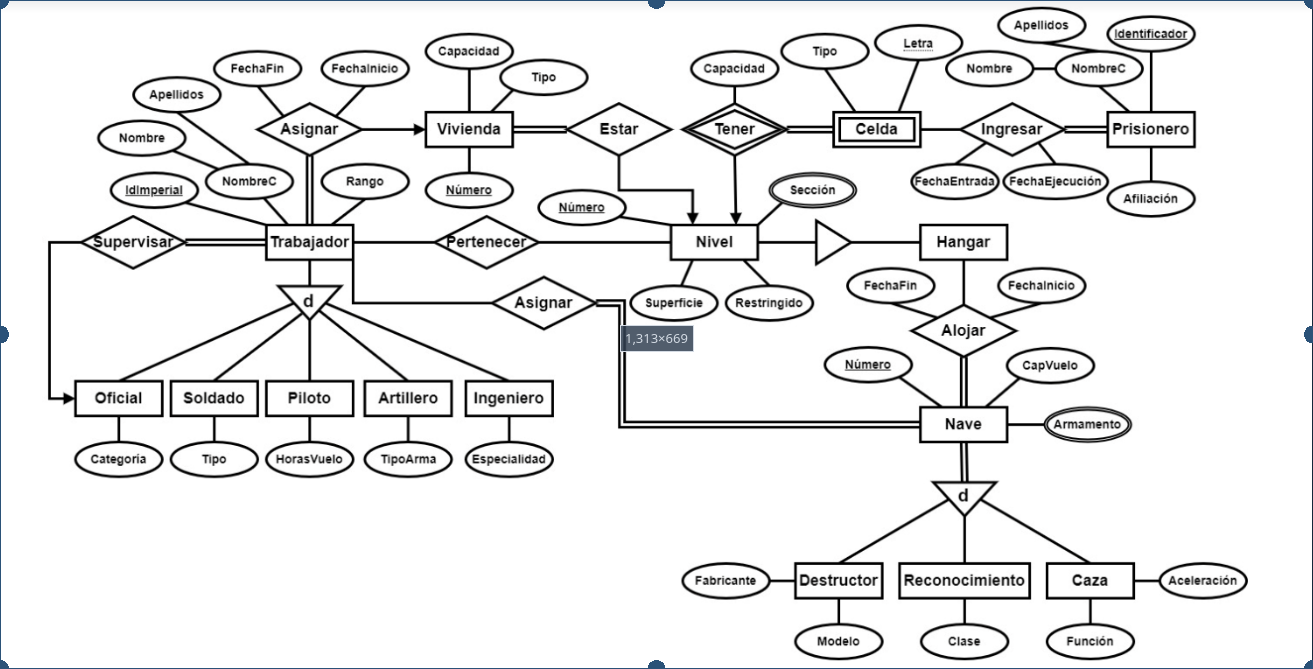 Apellidos
Identificador
FechaFin
FechaInicio
Capacidad
Tipo
Capacidad
Tipo
Letra
Nombre
NombreC
Apellidos
Nombre
Asignar
Vivienda
Estar
Tener
Celda
Ingresar
Prisionero
IdImperial
NombreC
Rango
Número
Número
Sección
FechaEntrada
FechaEjecución
Afiliación
Supervisar
Trabajador
Pertenecer
Nivel
Hangar
d
Asignar
Superficie
Restringido
FechaFin
FechaInicio
Alojar
1,313×669
Número
CapVuelo
Oficial
Soldado
Piloto
Artillero
Ingeniero
Nave
Armamento
Categoria
Tipo
HorasVuelo
TipoArma
Especialidad
d
Fabricante
Destructor
Reconocimiento
Caza
Aceleración
Modelo
Clase
Función